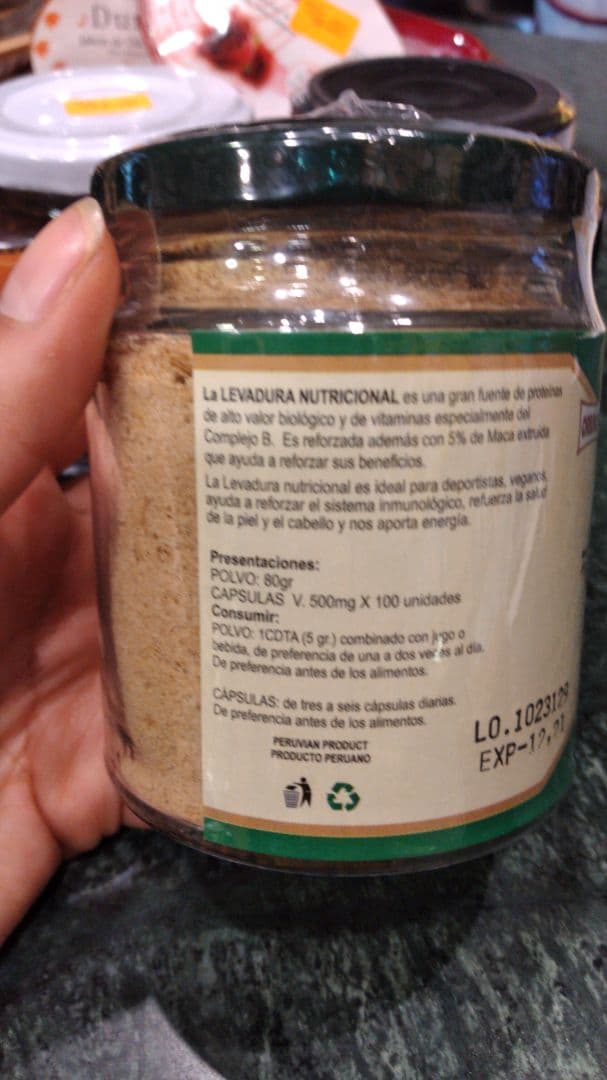 Du
La LEVADURA NUTRICIONAL es una gran fuente de proteínas
de alto valor biológico y de vitaminas especialmente del
Complejo B. Es reforzada además con 5% de Maca extruida
que ayuda a reforzar sus beneficios.
La Levadura nutricional es ideal para deportistas, veganos,
ayuda a reforzar el sistema inmunológico, refuerza la salud
de la piel y el cabello y nos aporta energía.
Presentaciones:
POLVO: 80gr
CAPSULAS V. 500mg X 100 unidades
Consumir:
POLVO: 1CDTA (5 gr.) combinado con jugo o
bebida, de preferencia de una a dos veces al día.
De preferencia antes de los alimentos.
CÁPSULAS: de tres a seis cápsulas diarias.
De preferencia antes de los alimentos.
PERUVIAN PRODUCT
PRODUCTO PERUANO
LO.1023129